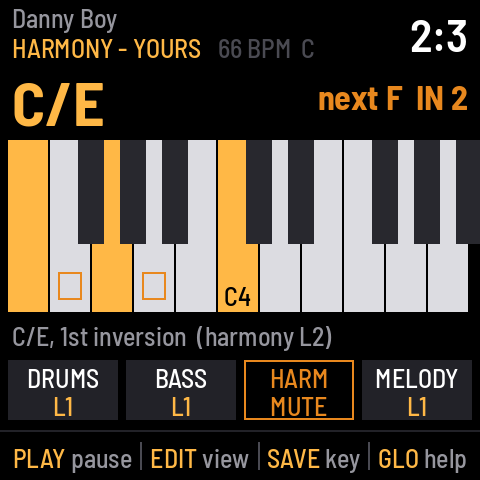 Danny Boy
HARMONY - YOURS 66 BPM C
2:3
C/E
next F IN 2
C4
C/E, 1st inversion (harmony L2)
DRUMS L1
BASS L1
HARM MUTE
MELODY L1
PLAY pause EDIT view SAVE key GLO help